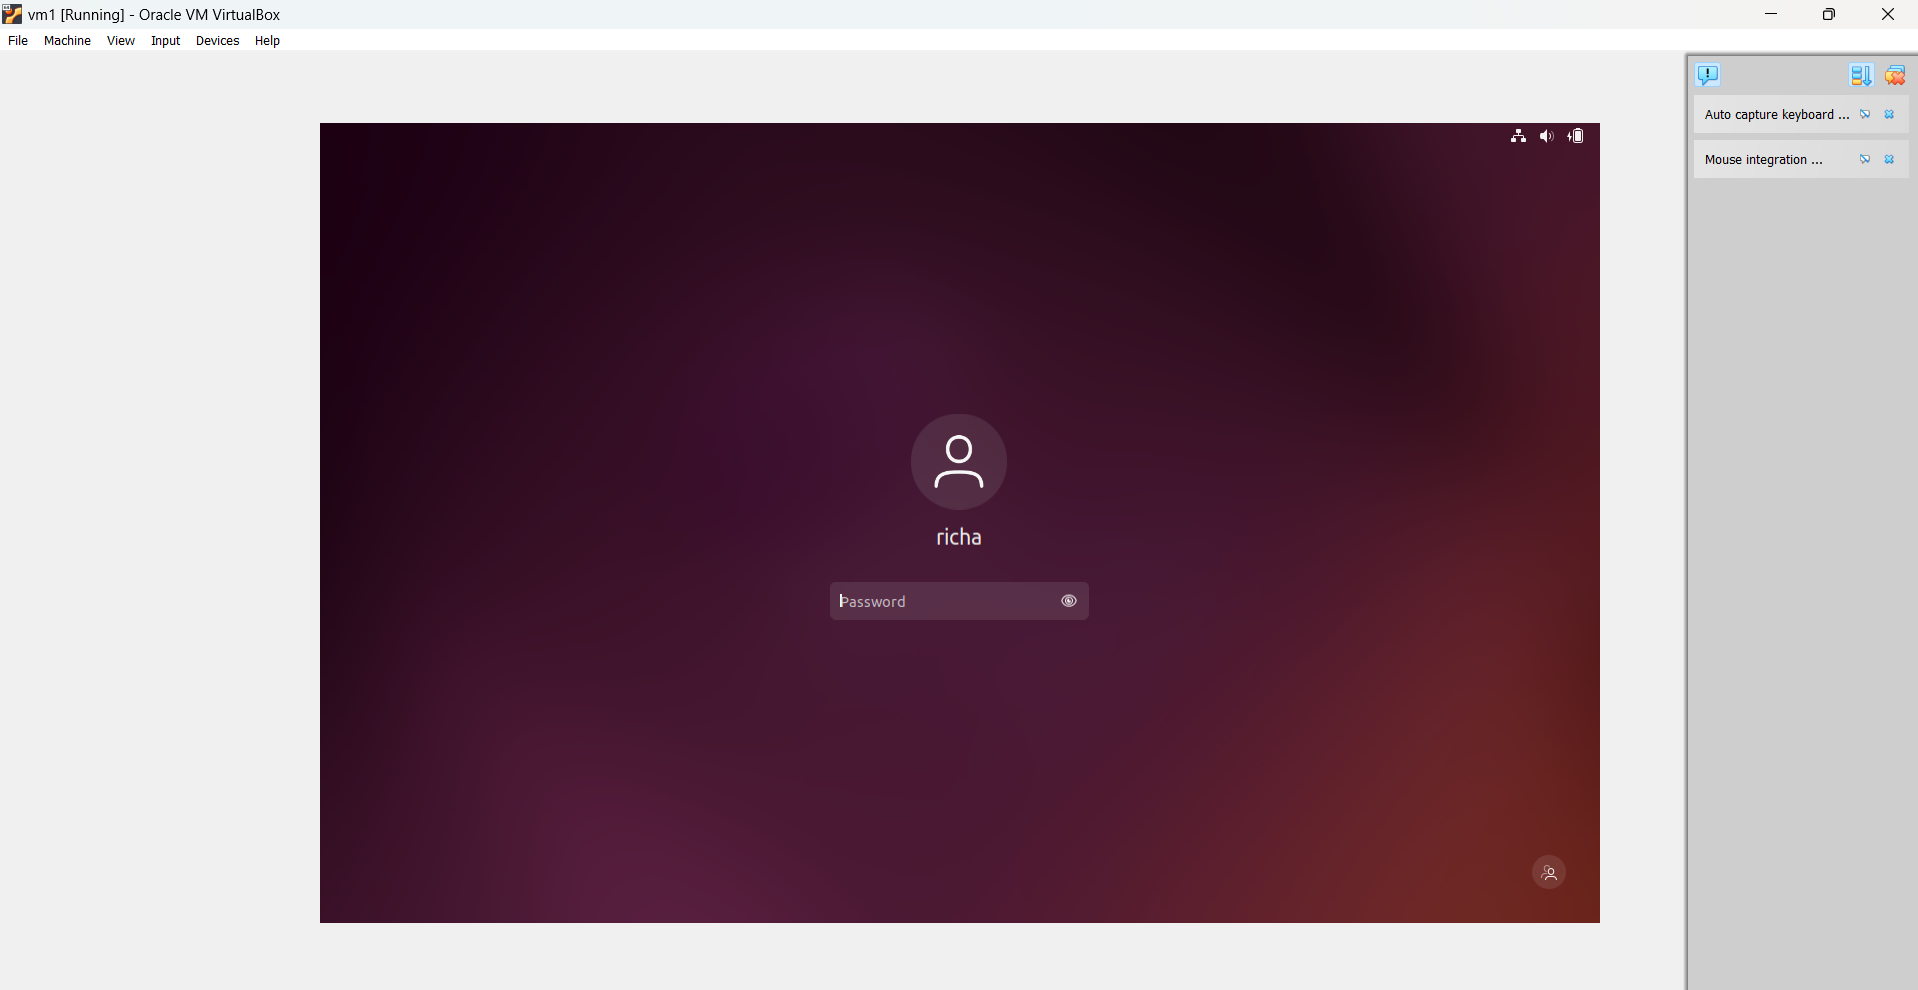 vm1 [Running] - Oracle VM VirtualBox
File Machine View Input Devices Help
Auto capture keyboard ...
Mouse integration ...
richa
Password